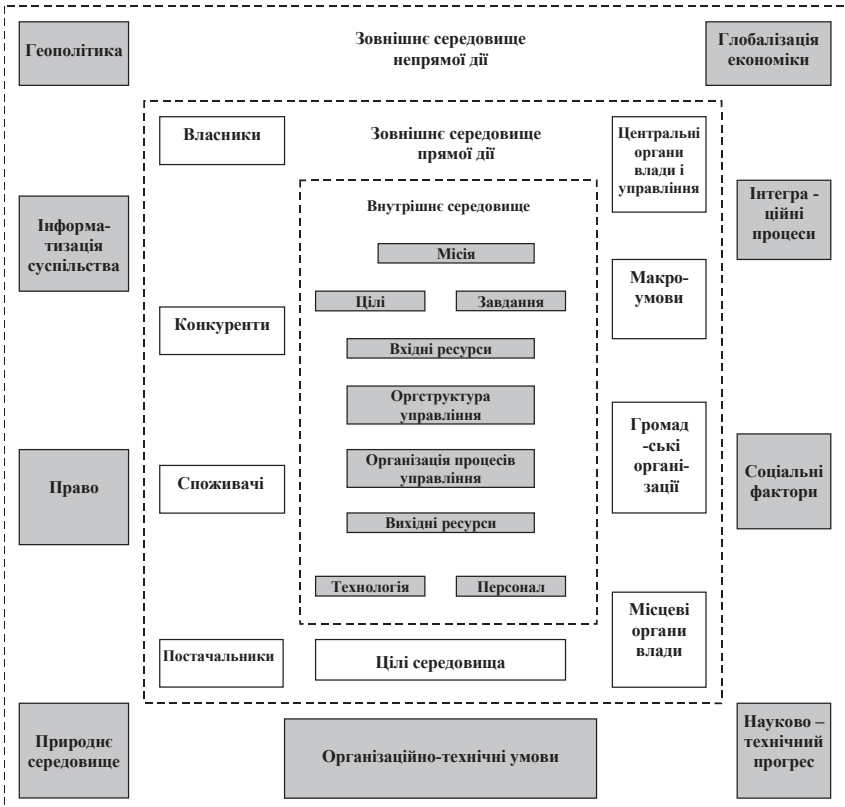 Геополітика
Зовнішнє середовище
непрямої дії
Глобалізація
економіки
Власники
Зовнішнє середовище
прямої дії
Центральні
органи
влади і
управління
Інформа-
тизація
суспільства
Внутрішнє середовище
Інтегра -
ційні
процеси
Місія
Цілі
Завдання
Макро-
умови
Конкуренти
Вхідні ресурси
Оргструктура
управління
Громад
-ські
органі-
зації
Право
Споживачі
Організація процесів
управління
Соціальні
фактори
Вихідні ресурси
Технологія
Персонал
Місцеві
органи
влади
Постачальники
Цілі середовища
Природнє
середовище
Організаційно-технічні умови
Науково –
технічний
прогрес